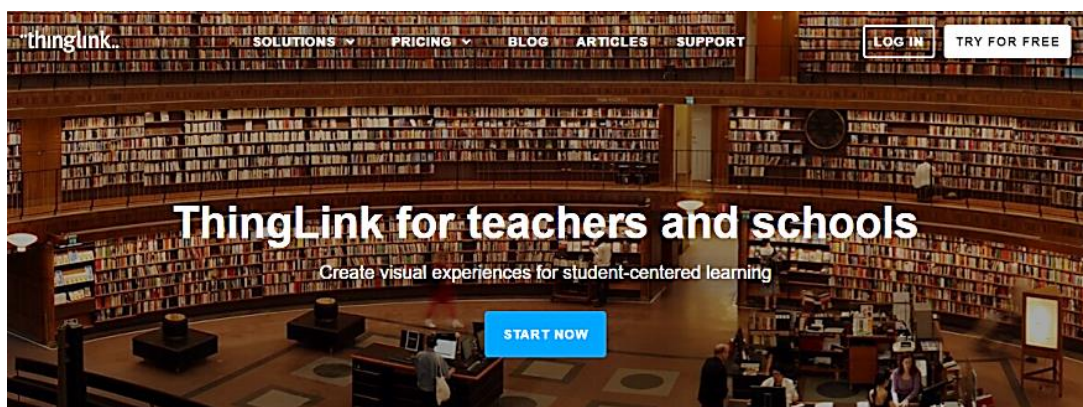 thinglink..
SOLUTIONS PRICING BLOG ARTICLES SUPPORT LOG IN TRY FOR FREE
ThingLink for teachers and schools
Create visual experiences for student-centered learning
START NOW